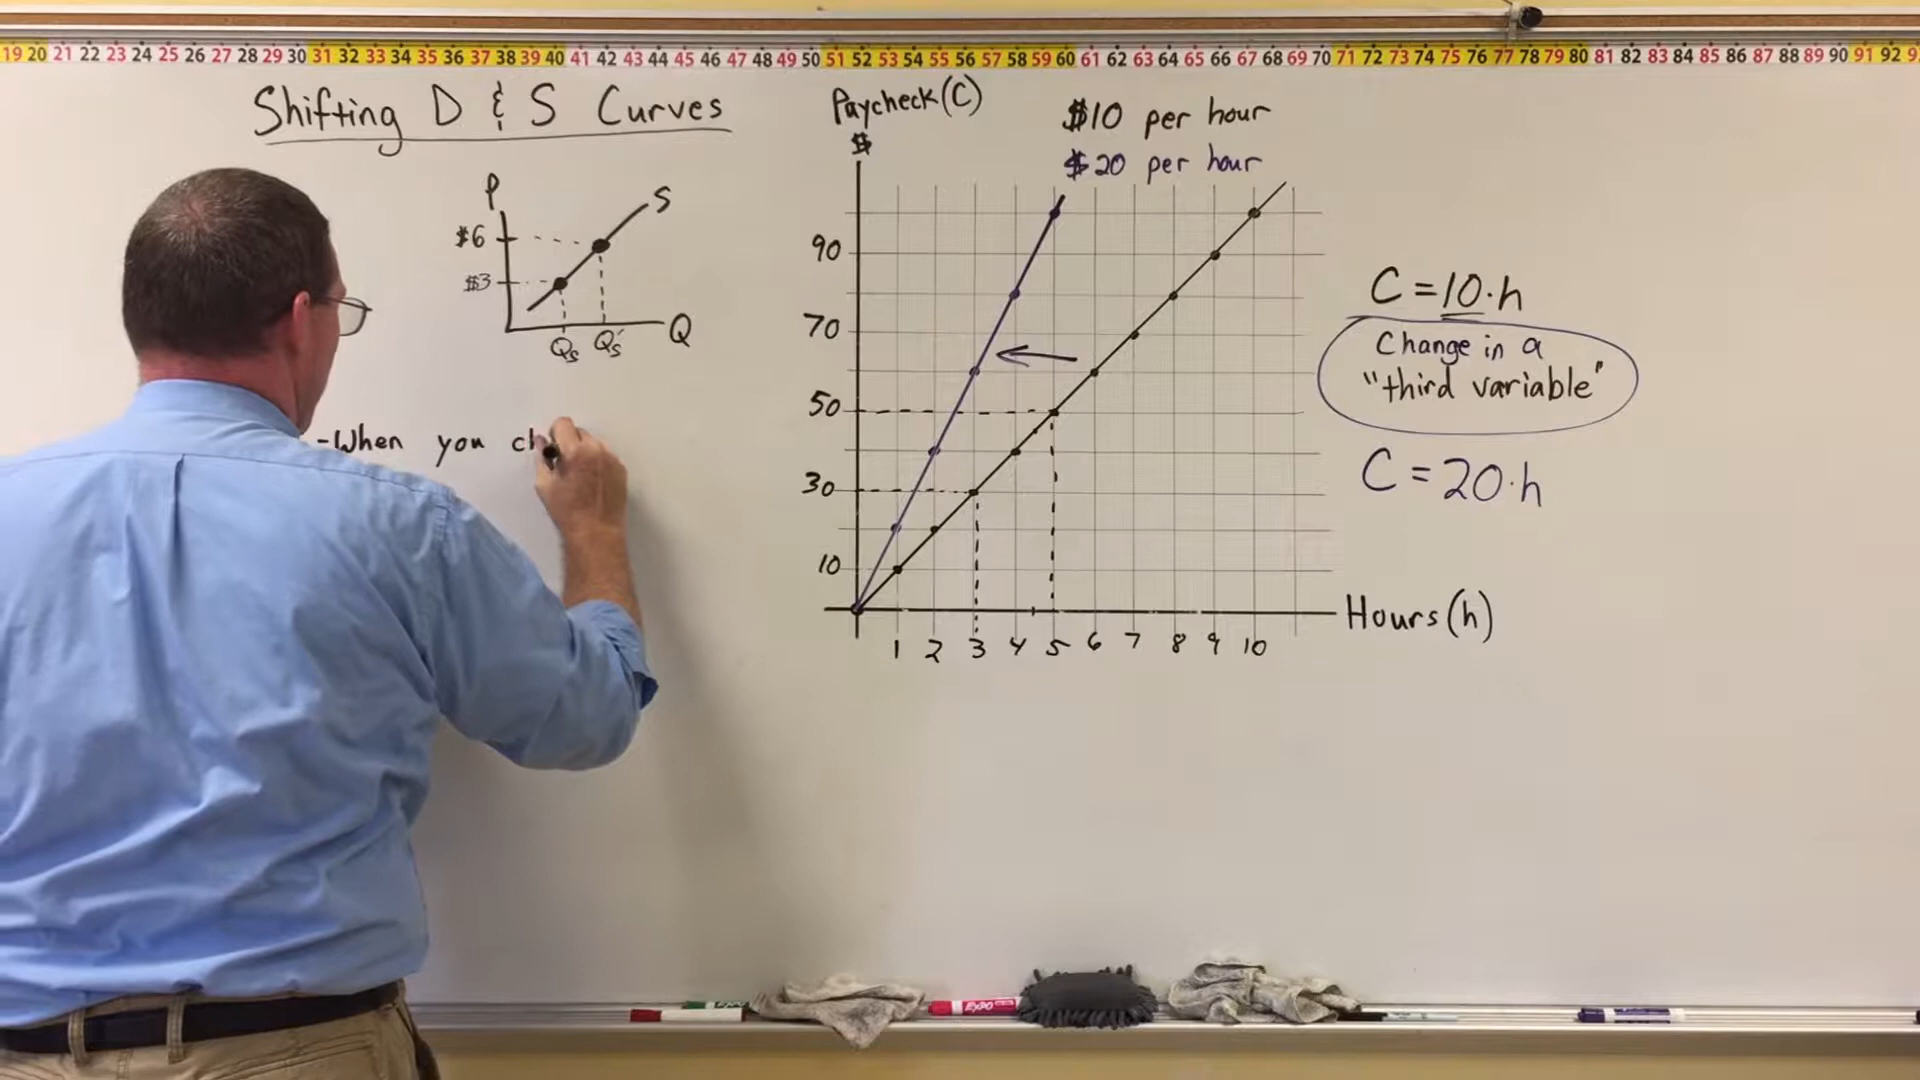 19 20 21 22 23 24 25 26 27 28 29 30 31 32 33 34 35 36 37 38 39 40 41 42 43 44 45 46 47 48 49 50 51 52 53 54 55 56 57 58 59 60 61 62 63 64 65 66 67 68 69 70 71 72 73 74 75 76 77 78 79 80 81 82 83 84 85 86 87 88 89 90 91 92
Shifting D & S Curves
P
S
$6
$3
Qs Qs' Q
-When you ch
Paycheck (C)
$
$10 per hour
$20 per hour
90
70
50
30
10
1 2 3 4 5 6 7 8 9 10
Hours (h)
C = 10·h
Change in a
"third variable"
C = 20·h
EXPO